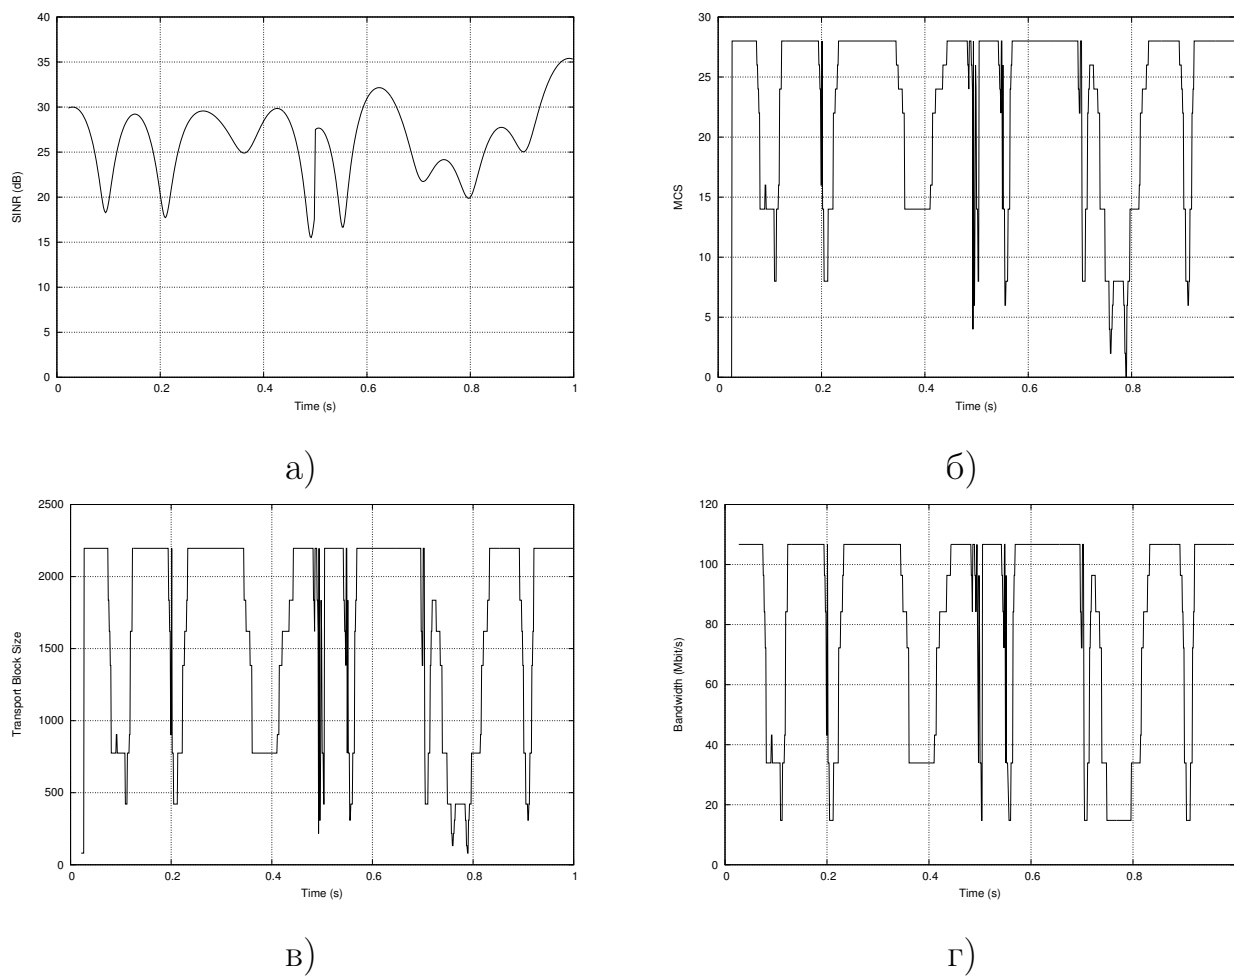 40
35
30
25
20
15
10
5
0
SINR (dB)
0 0.2 0.4 0.6 0.8 1
Time (s)
а)
30
25
20
15
10
5
0
MCS
0 0.2 0.4 0.6 0.8
Time (s)
б)
2500
2000
1500
1000
500
0
Transport Block Size
0 0.2 0.4 0.6 0.8 1
Time (s)
в)
120
100
80
60
40
20
0
Bandwidth (Mbit/s)
0 0.2 0.4 0.6 0.8
Time (s)
г)